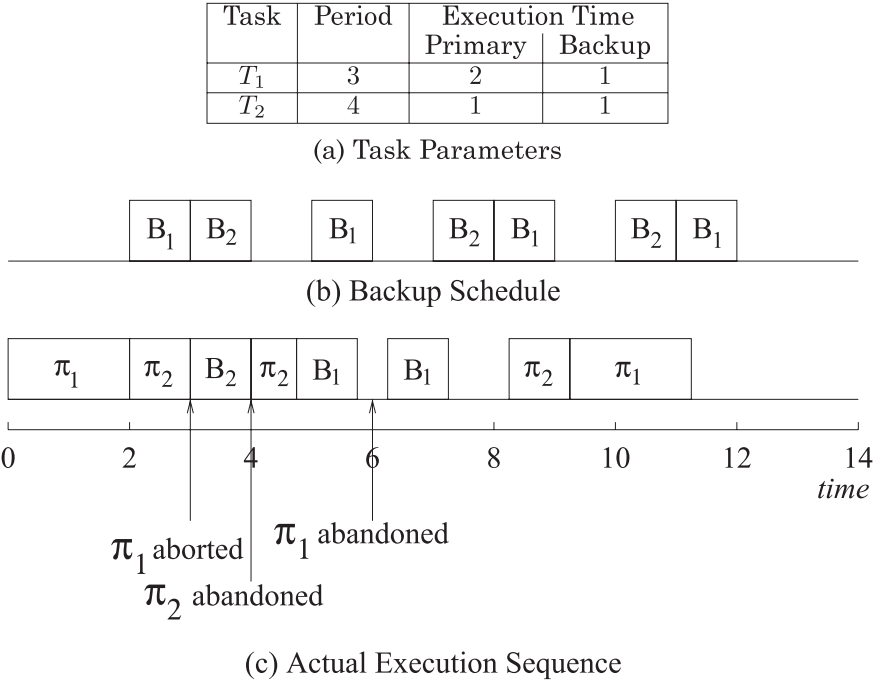 Task Period Execution Time
Primary Backup
T1 3 2 1
T2 4 1 1
(a) Task Parameters
B1 B2 B1 B2 B1 B2 B1
(b) Backup Schedule
π1 π2 B2 π2 B1 B1 π2 π1
0 2 4 6 8 10 12 14
time
π1 aborted
π1 abandoned
π2 abandoned
(c) Actual Execution Sequence